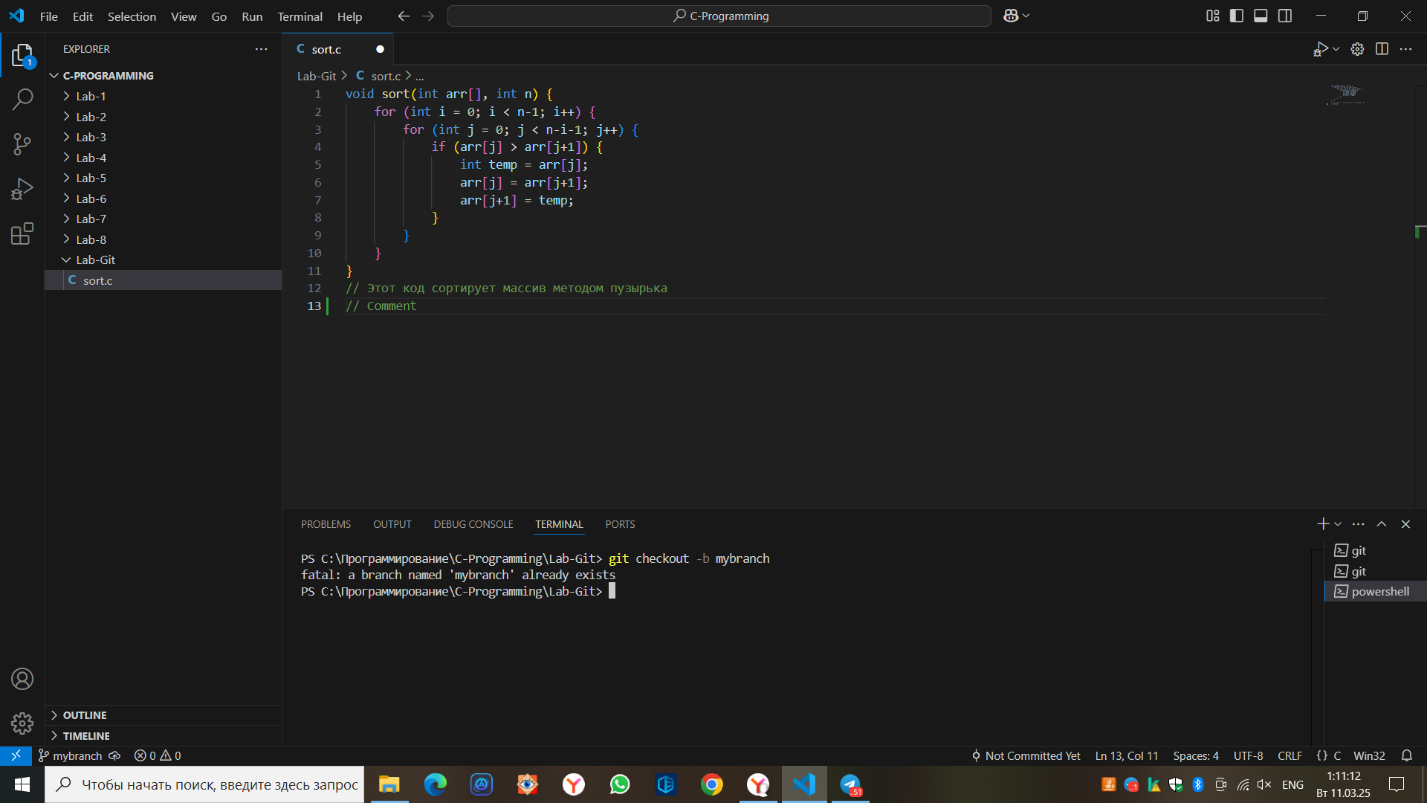 File Edit Selection View Go Run Terminal Help
C-Programming
EXPLORER
1
C-PROGRAMMING
Lab-1
Lab-2
Lab-3
Lab-4
Lab-5
Lab-6
Lab-7
Lab-8
Lab-Git
C sort.c
OUTLINE
TIMELINE
C sort.c
Lab-Git > C sort.c > ...
1 void sort(int arr[], int n) {
2 for (int i = 0; i < n-1; i++) {
3 for (int j = 0; j < n-i-1; j++) {
4 if (arr[j] > arr[j+1]) {
5 int temp = arr[j];
6 arr[j] = arr[j+1];
7 arr[j+1] = temp;
8 }
9 }
10 }
11 }
12 // Этот код сортирует массив методом пузырька
13 // Comment
PROBLEMS OUTPUT DEBUG CONSOLE TERMINAL PORTS
PS C:\Программирование\C-Programming\Lab-Git> git checkout -b mybranch
fatal: a branch named 'mybranch' already exists
PS C:\Программирование\C-Programming\Lab-Git>
git
git
powershell
mybranch 0 0 Not Committed Yet Ln 13, Col 11 Spaces: 4 UTF-8 CRLF {} C Win32
Чтобы начать поиск, введите здесь запрос
ENG
1:11:12
Вт 11.03.25